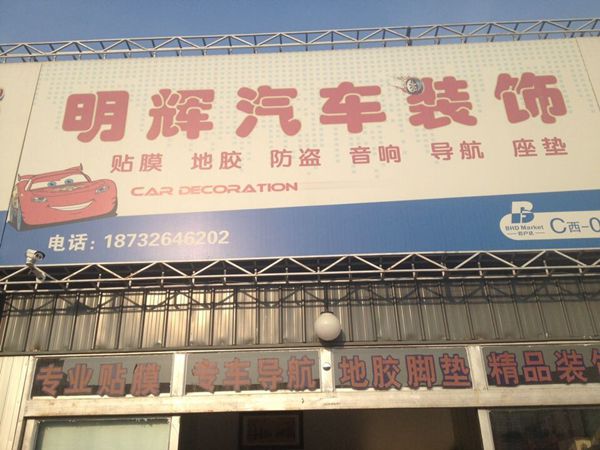 明辉汽车装饰
贴膜 地胶 防盗 音响 导航 座垫
CAR DECORATION
电话：18732646202
BHD Market
C西-0
专业贴膜 专车导航 地胶脚垫 精品装饰